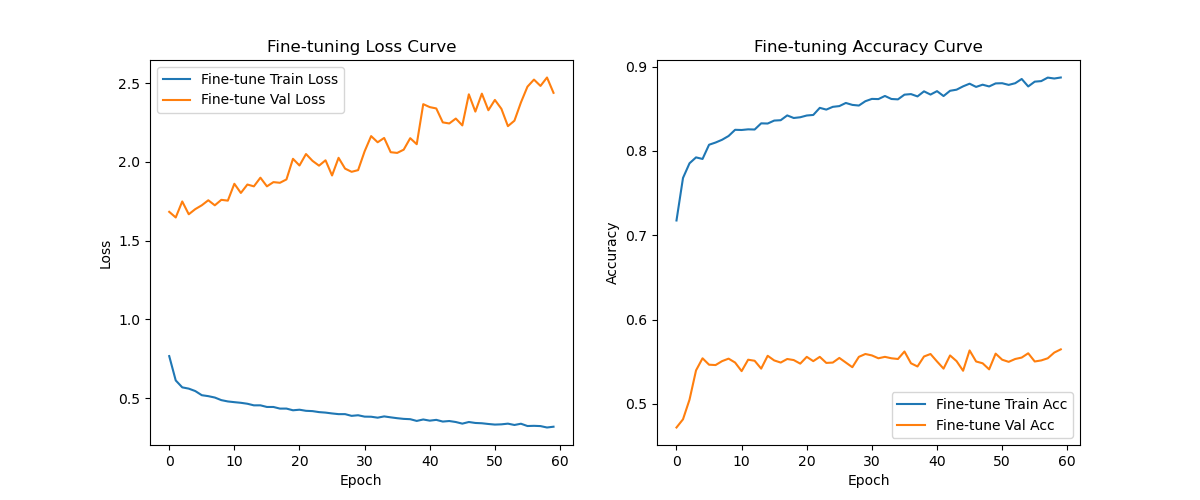 Fine-tuning Loss Curve
Fine-tune Train Loss
Fine-tune Val Loss
2.5
2.0
1.5
1.0
0.5
Loss
0 10 20 30 40 50 60
Epoch
Fine-tuning Accuracy Curve
0.9
0.8
0.7
0.6
0.5
Accuracy
Fine-tune Train Acc
Fine-tune Val Acc
0 10 20 30 40 50 60
Epoch